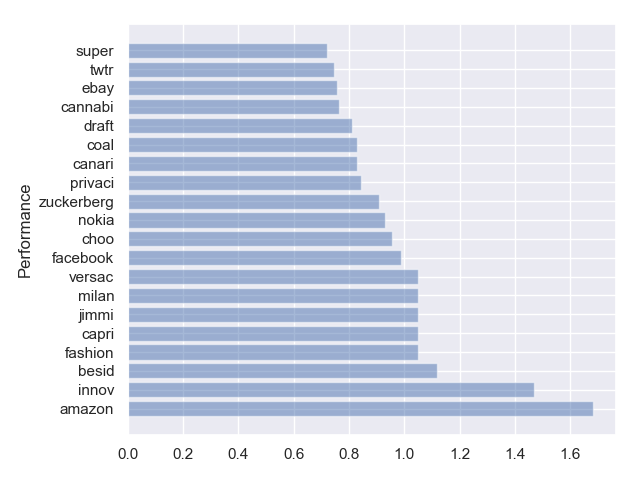 super
twtr
ebay
cannabi
draft
coal
canari
privaci
zuckerberg
nokia
choo
facebook
versac
milan
jimmi
capri
fashion
besid
innov
amazon
Performance
0.0 0.2 0.4 0.6 0.8 1.0 1.2 1.4 1.6